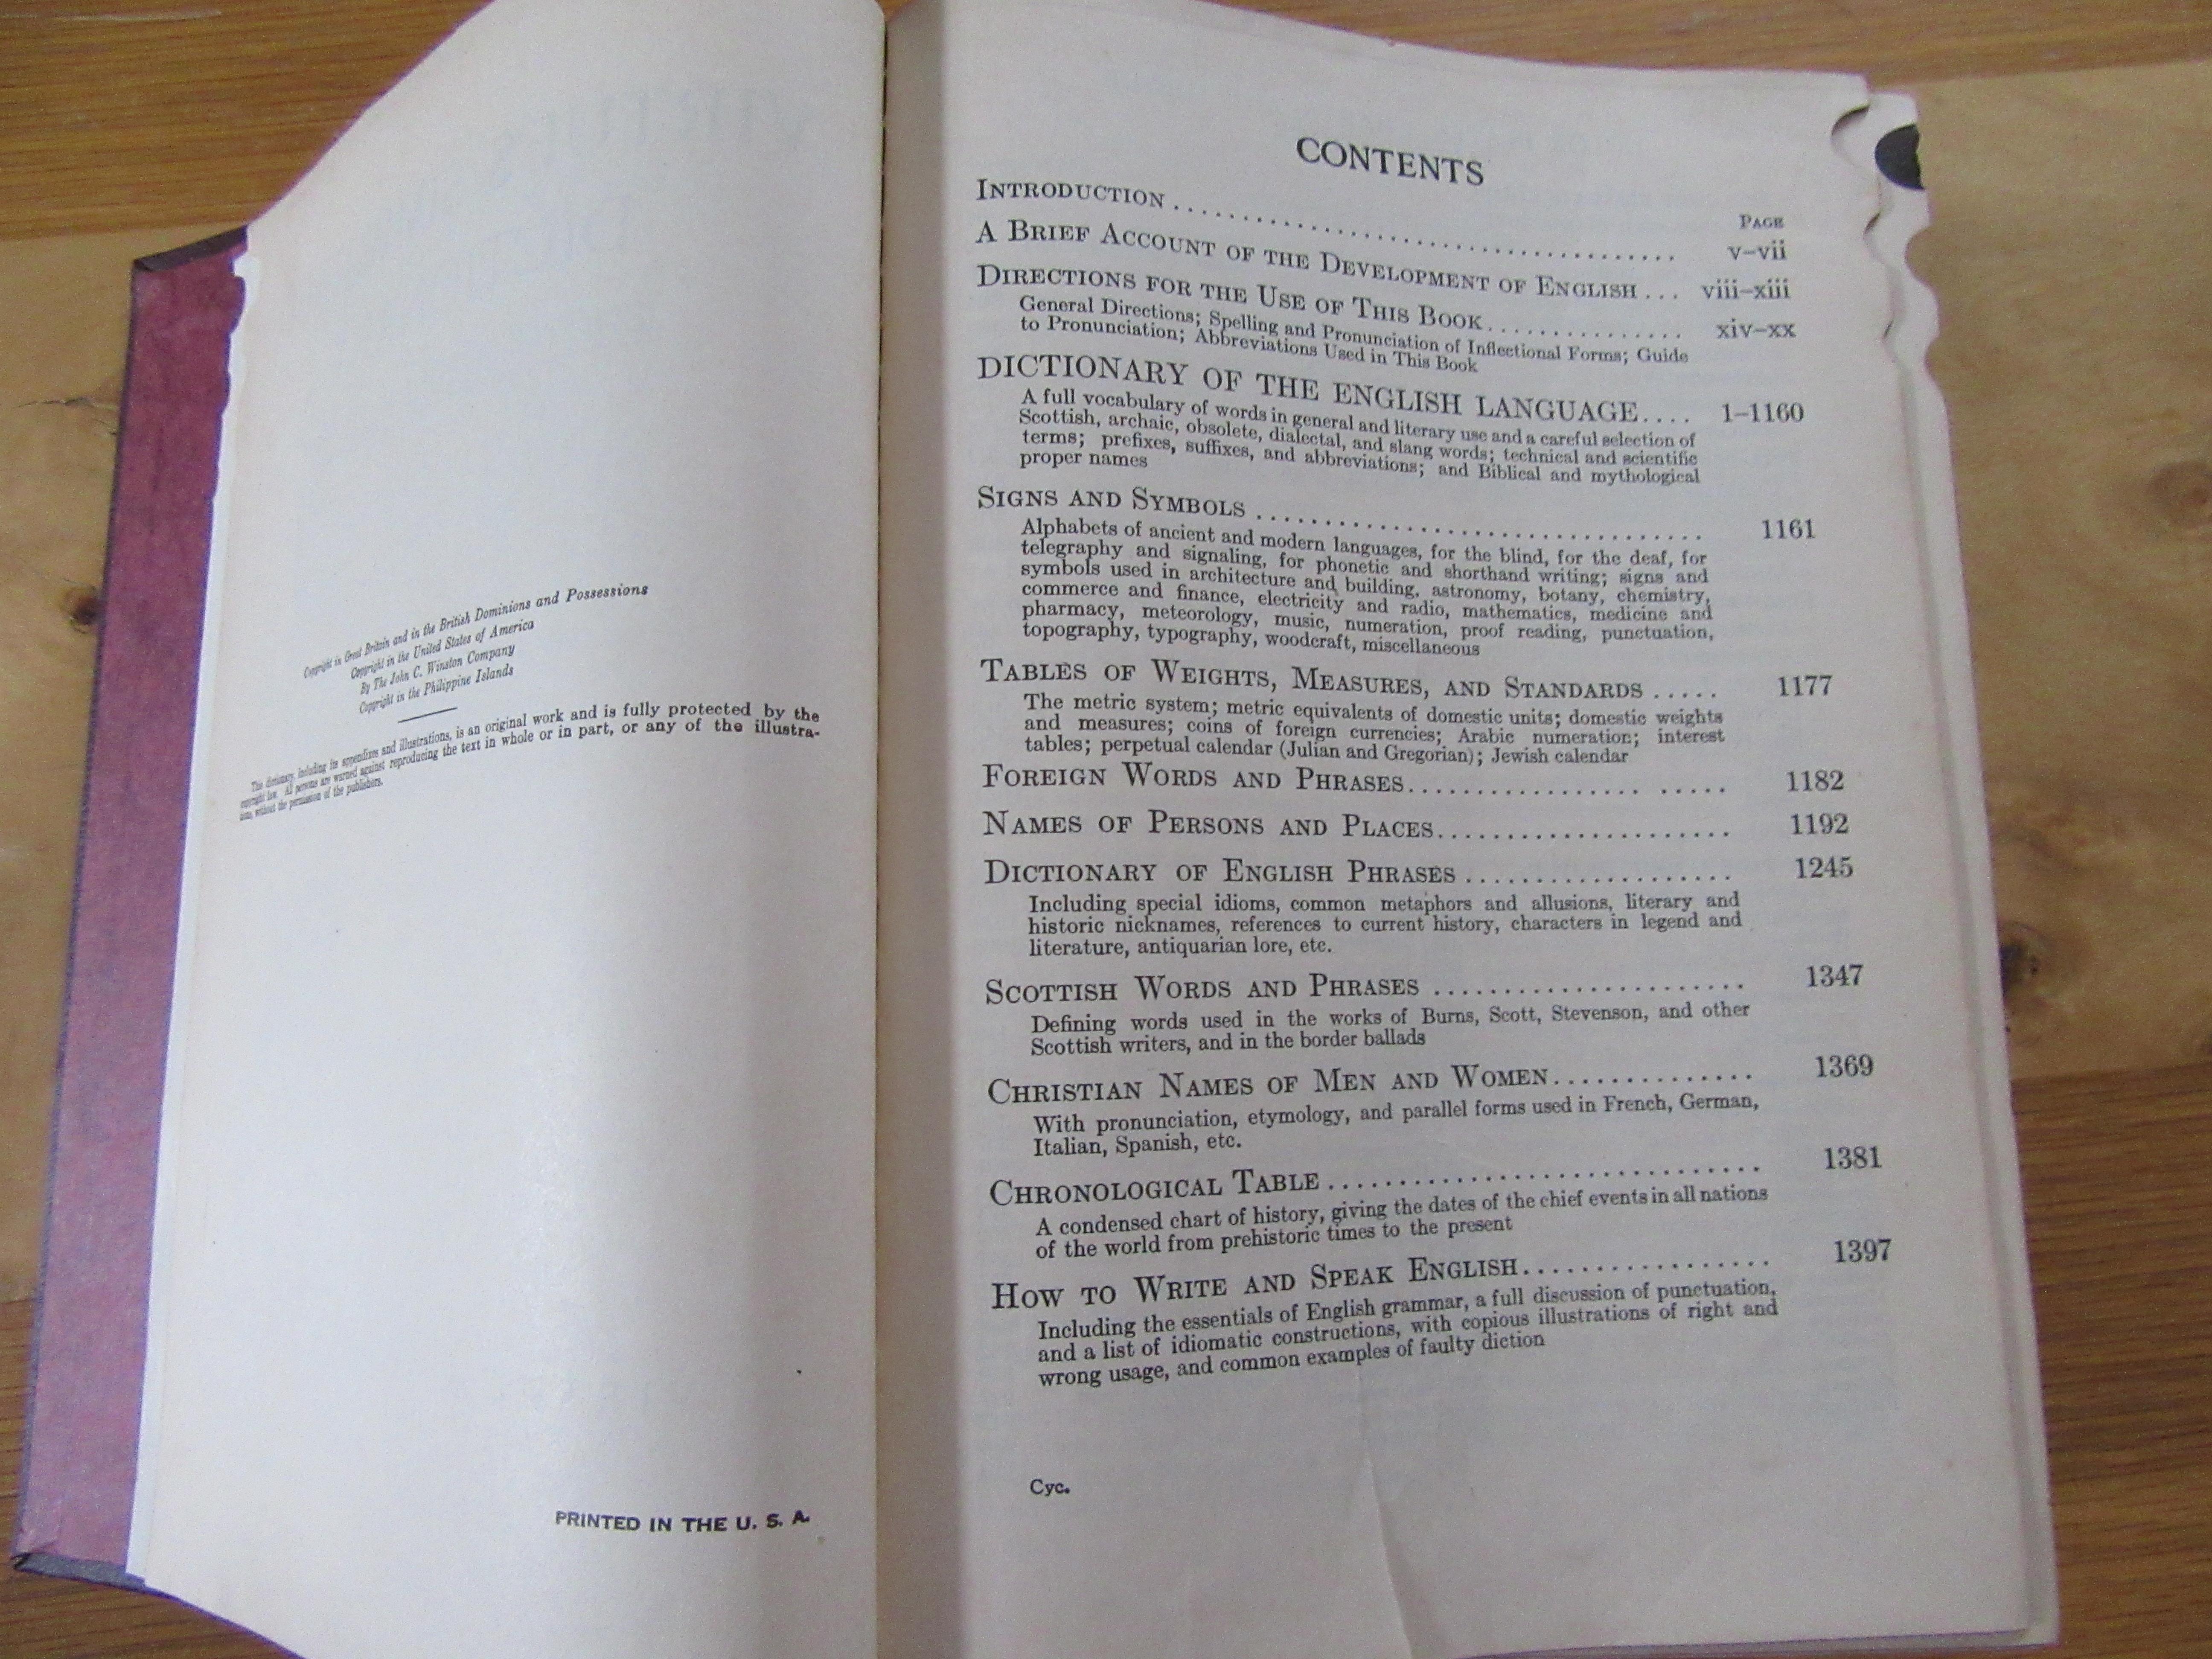 Copyright in Great Britain and in the British Dominions and Possessions
Copyright in the United States of America
By The John C. Winston Company
Copyright in the Philippine Islands
This dictionary, including its appendixes and illustrations, is an original work and is fully protected by the
copyright law. All persons are warned against reproducing the text in whole or in part, or any of the illustra-
tions, without the permission of the publishers.
PRINTED IN THE U. S. A.
CONTENTS
PAGE
INTRODUCTION .................................... v–vii
A BRIEF ACCOUNT OF THE DEVELOPMENT OF ENGLISH ... viii–xiii
DIRECTIONS FOR THE USE OF THIS BOOK............... xiv–xx
General Directions; Spelling and Pronunciation of Inflectional Forms; Guide
to Pronunciation; Abbreviations Used in This Book
DICTIONARY OF THE ENGLISH LANGUAGE.... 1–1160
A full vocabulary of words in general and literary use and a careful selection of
Scottish, archaic, obsolete, dialectal, and slang words; technical and scientific
terms; prefixes, suffixes, and abbreviations; and Biblical and mythological
proper names
SIGNS AND SYMBOLS ................................. 1161
Alphabets of ancient and modern languages, for the blind, for the deaf, for
telegraphy and signaling, for phonetic and shorthand writing; signs and
symbols used in architecture and building, astronomy, botany, chemistry,
commerce and finance, electricity and radio, mathematics, medicine and
pharmacy, meteorology, music, numeration, proof reading, punctuation,
topography, typography, woodcraft, miscellaneous
TABLES OF WEIGHTS, MEASURES, AND STANDARDS ..... 1177
The metric system; metric equivalents of domestic units; domestic weights
and measures; coins of foreign currencies; Arabic numeration; interest
tables; perpetual calendar (Julian and Gregorian); Jewish calendar
FOREIGN WORDS AND PHRASES................. ..... 1182
NAMES OF PERSONS AND PLACES..................... 1192
DICTIONARY OF ENGLISH PHRASES ................... 1245
Including special idioms, common metaphors and allusions, literary and
historic nicknames, references to current history, characters in legend and
literature, antiquarian lore, etc.
SCOTTISH WORDS AND PHRASES ...................... 1347
Defining words used in the works of Burns, Scott, Stevenson, and other
Scottish writers, and in the border ballads
CHRISTIAN NAMES OF MEN AND WOMEN.............. 1369
With pronunciation, etymology, and parallel forms used in French, German,
Italian, Spanish, etc.
CHRONOLOGICAL TABLE .............................. 1381
A condensed chart of history, giving the dates of the chief events in all nations
of the world from prehistoric times to the present
HOW TO WRITE AND SPEAK ENGLISH.................. 1397
Including the essentials of English grammar, a full discussion of punctuation,
and a list of idiomatic constructions, with copious illustrations of right and
wrong usage, and common examples of faulty diction
Cyc.